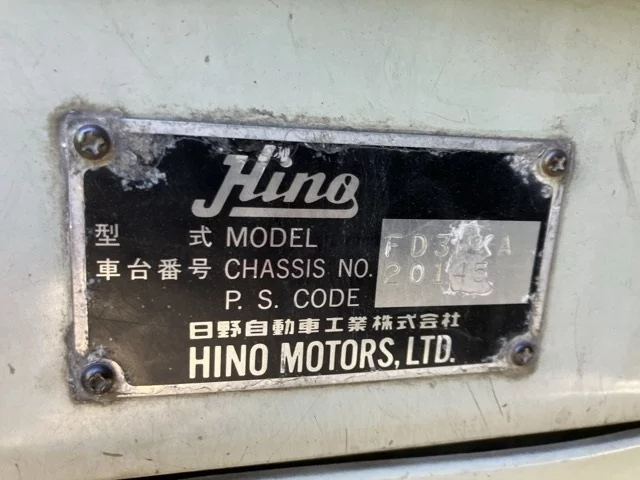 Hino
型式 MODEL
車台番号 CHASSIS NO.
P. S. CODE
日野自動車工業株式会社
HINO MOTORS, LTD.